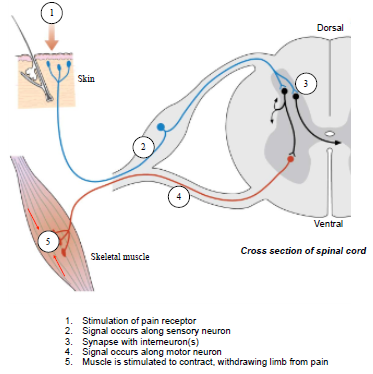 1
Dorsal
Skin
3
2
4
Ventral
5
Skeletal muscle
Cross section of spinal cord
1. Stimulation of pain receptor
2. Signal occurs along sensory neuron
3. Synapse with interneuron(s)
4. Signal occurs along motor neuron
5. Muscle is stimulated to contract, withdrawing limb from pain